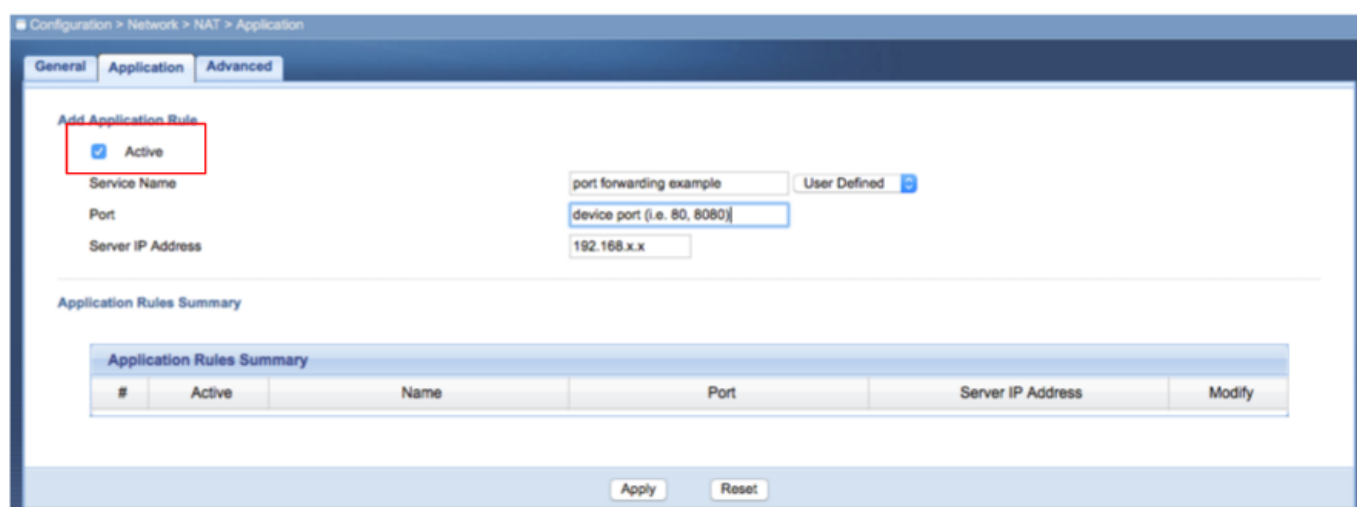 Configuration > Network > NAT > Application
General Application Advanced
Add Application Rule
Active
Service Name port forwarding example User Defined
Port device port (i.e. 80, 8080)
Server IP Address 192.168.x.x
Application Rules Summary
Application Rules Summary
# Active Name Port Server IP Address Modify
Apply Reset